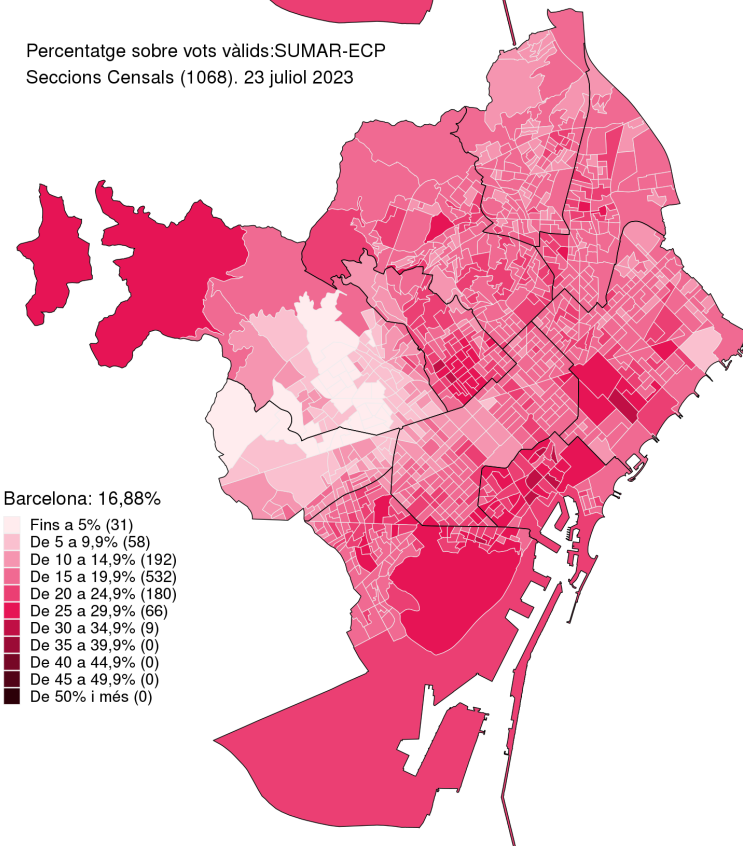 Percentatge sobre vots vàlids:SUMAR-ECP
Seccions Censals (1068). 23 juliol 2023
Barcelona: 16,88%
Fins a 5% (31)
De 5 a 9,9% (58)
De 10 a 14,9% (192)
De 15 a 19,9% (532)
De 20 a 24,9% (180)
De 25 a 29,9% (66)
De 30 a 34,9% (9)
De 35 a 39,9% (0)
De 40 a 44,9% (0)
De 45 a 49,9% (0)
De 50% i més (0)